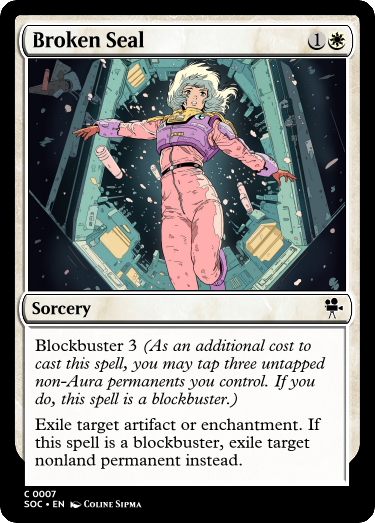 Broken Seal 1
Sorcery
Blockbuster 3 (As an additional cost to
cast this spell, you may tap three untapped
non-Aura permanents you control. If you
do, this spell is a blockbuster.)
Exile target artifact or enchantment. If
this spell is a blockbuster, exile target
nonland permanent instead.
C 0007
SOC • EN Coline Sipma